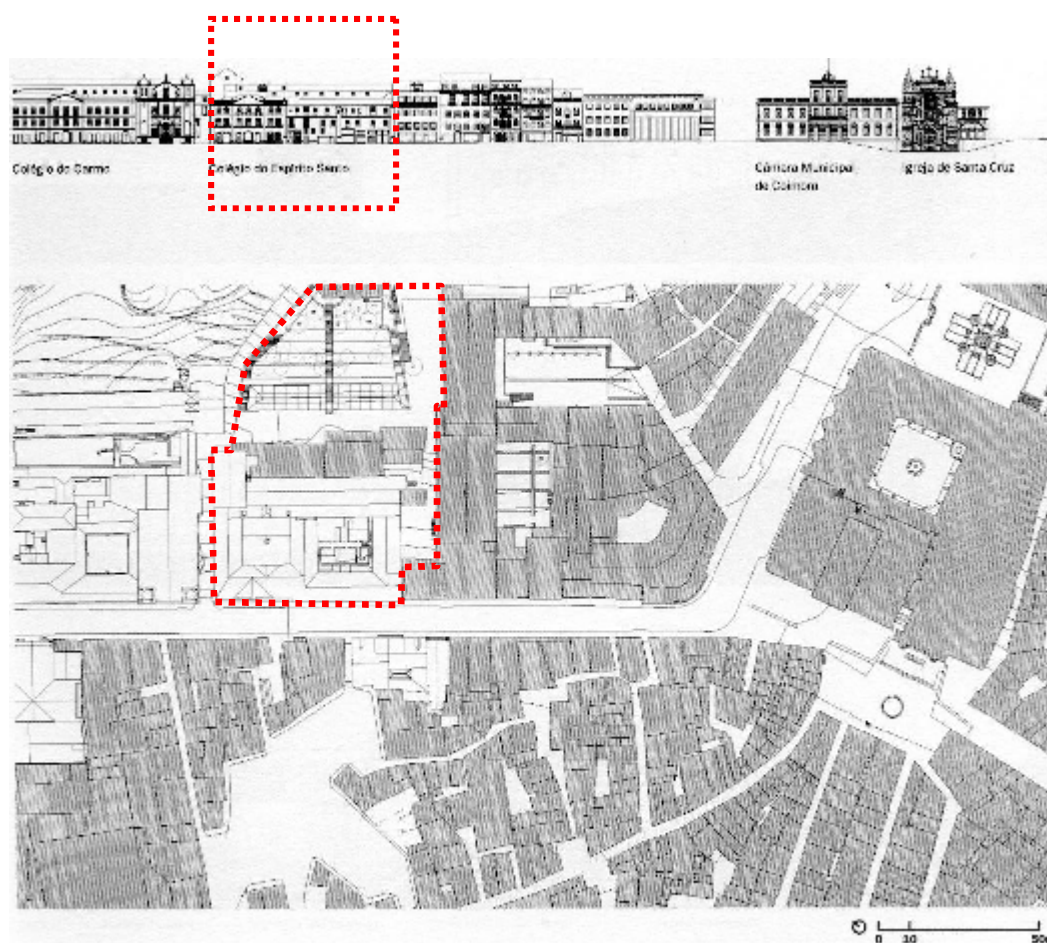 Colégio do Carmo
Colégio do Espírito Santo
Câmara Municipal
de Coimbra
Igreja de Santa Cruz
0 10 50